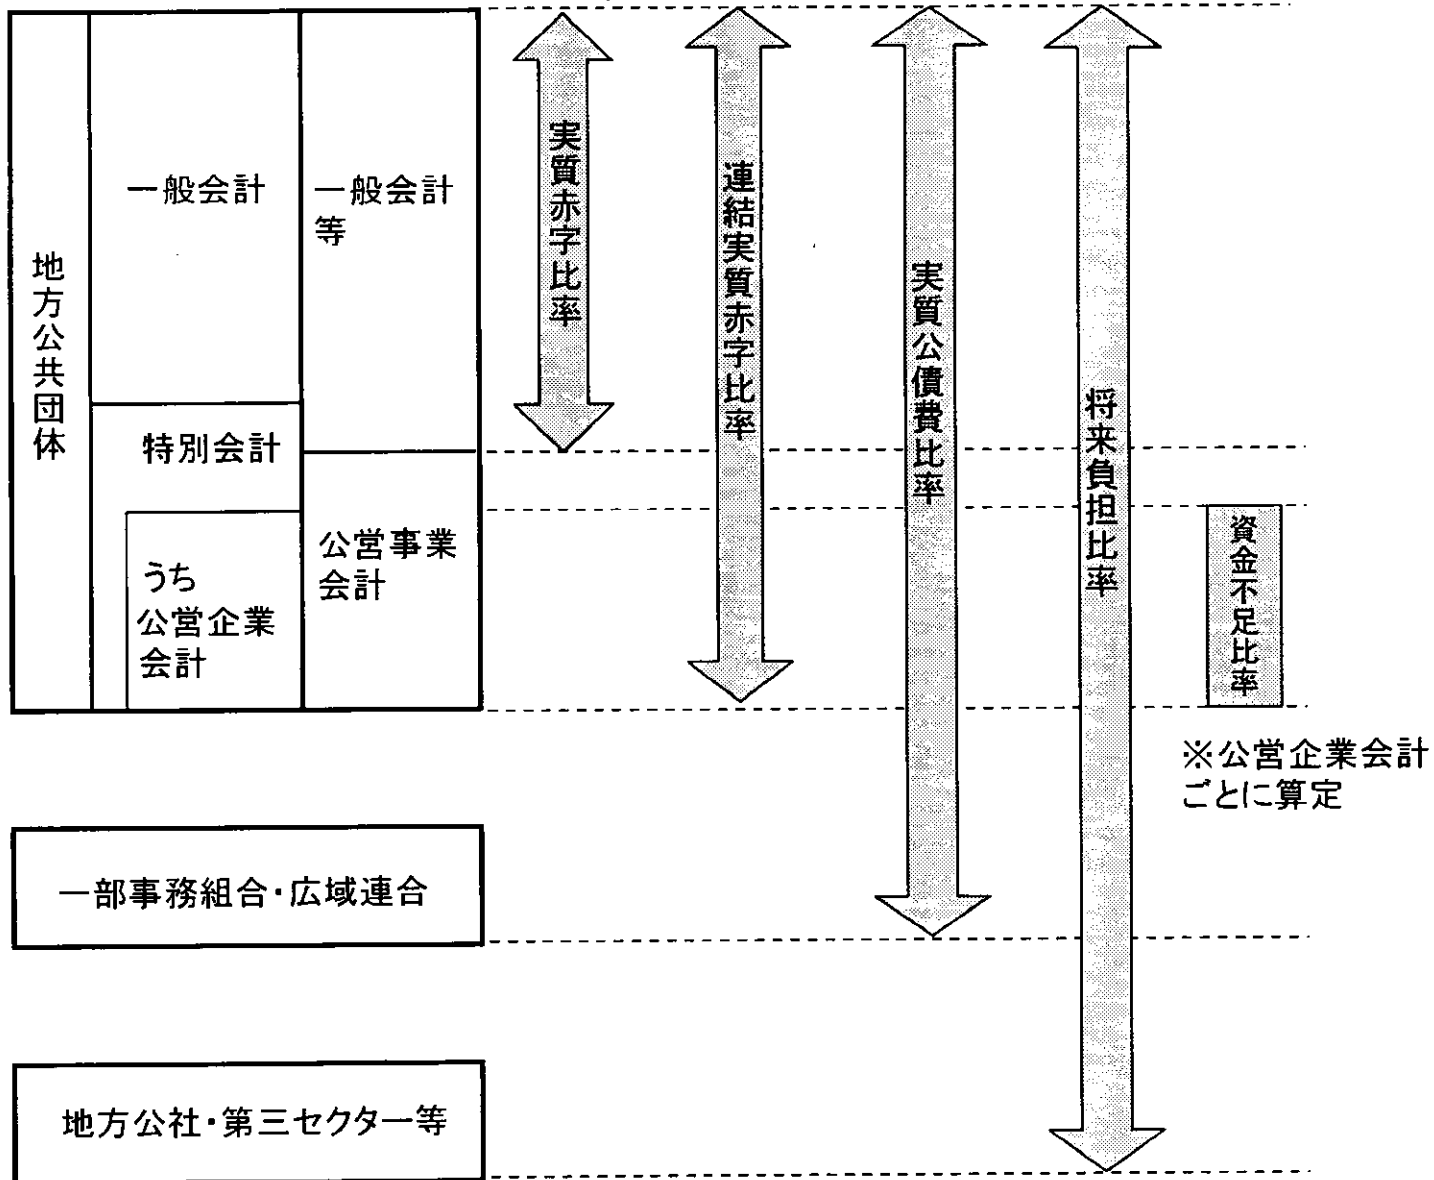 地方公共団体
一般会計
一般会計
等
特別会計
うち
公営企業
会計
公営事業
会計
実質赤字比率
連結実質赤字比率
実質公債費比率
将来負担比率
資金不足比率
※公営企業会計
ごとに算定
一部事務組合・広域連合
地方公社・第三セクター等